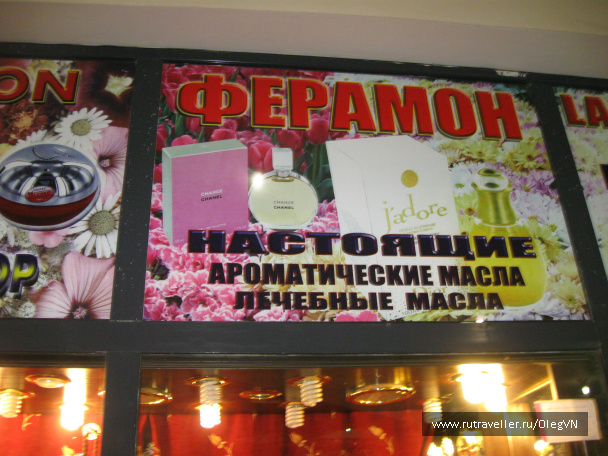 ON
ФЕРАМОН
LA
CHANCE
CHANEL
CHANCE
CHANEL
j'adore
НАСТОЯЩИЕ
OP
АРОМАТИЧЕСКИЕ МАСЛА
ЛЕЧЕБНЫЕ МАСЛА
www.rutraveller.ru/OlegVN